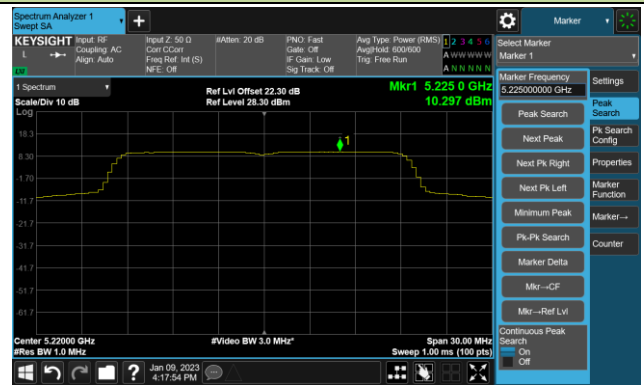 Spectrum Analyzer 1
Swept SA
Marker
KEYSIGHT
L
Input: RF
Coupling: AC
Align: Auto
Input Z: 50 Ω
Corr CCorr
Freq Ref: Int (S)
NFE: Off
#Atten: 20 dB
PNO: Fast
Gate: Off
IF Gain: Low
Sig Track: Off
Avg Type: Power (RMS)
Avg|Hold: 600/600
Trig: Free Run
1 2 3 4 5 6
A W W W W W
A N N N N N
Select Marker
Marker 1
1 Spectrum
Scale/Div 10 dB
Log
Ref Lvl Offset 22.30 dB
Ref Level 28.30 dBm
Mkr1 5.225 0 GHz
10.297 dBm
18.3
8.30
-1.70
-11.7
-21.7
-31.7
-41.7
-51.7
-61.7
1
Center 5.22000 GHz
#Res BW 1.0 MHz
#Video BW 3.0 MHz*
Span 30.00 MHz
Sweep 1.00 ms (100 pts)
Marker Frequency
5.225000000 GHz
Peak Search
Next Peak
Next Pk Right
Next Pk Left
Minimum Peak
Pk-Pk Search
Marker Delta
Mkr→CF
Mkr→Ref Lvl
Continuous Peak
Search
On
Off
Settings
Peak
Search
Pk Search
Config
Properties
Marker
Function
Marker→
Counter
Jan 09, 2023
4:17:54 PM